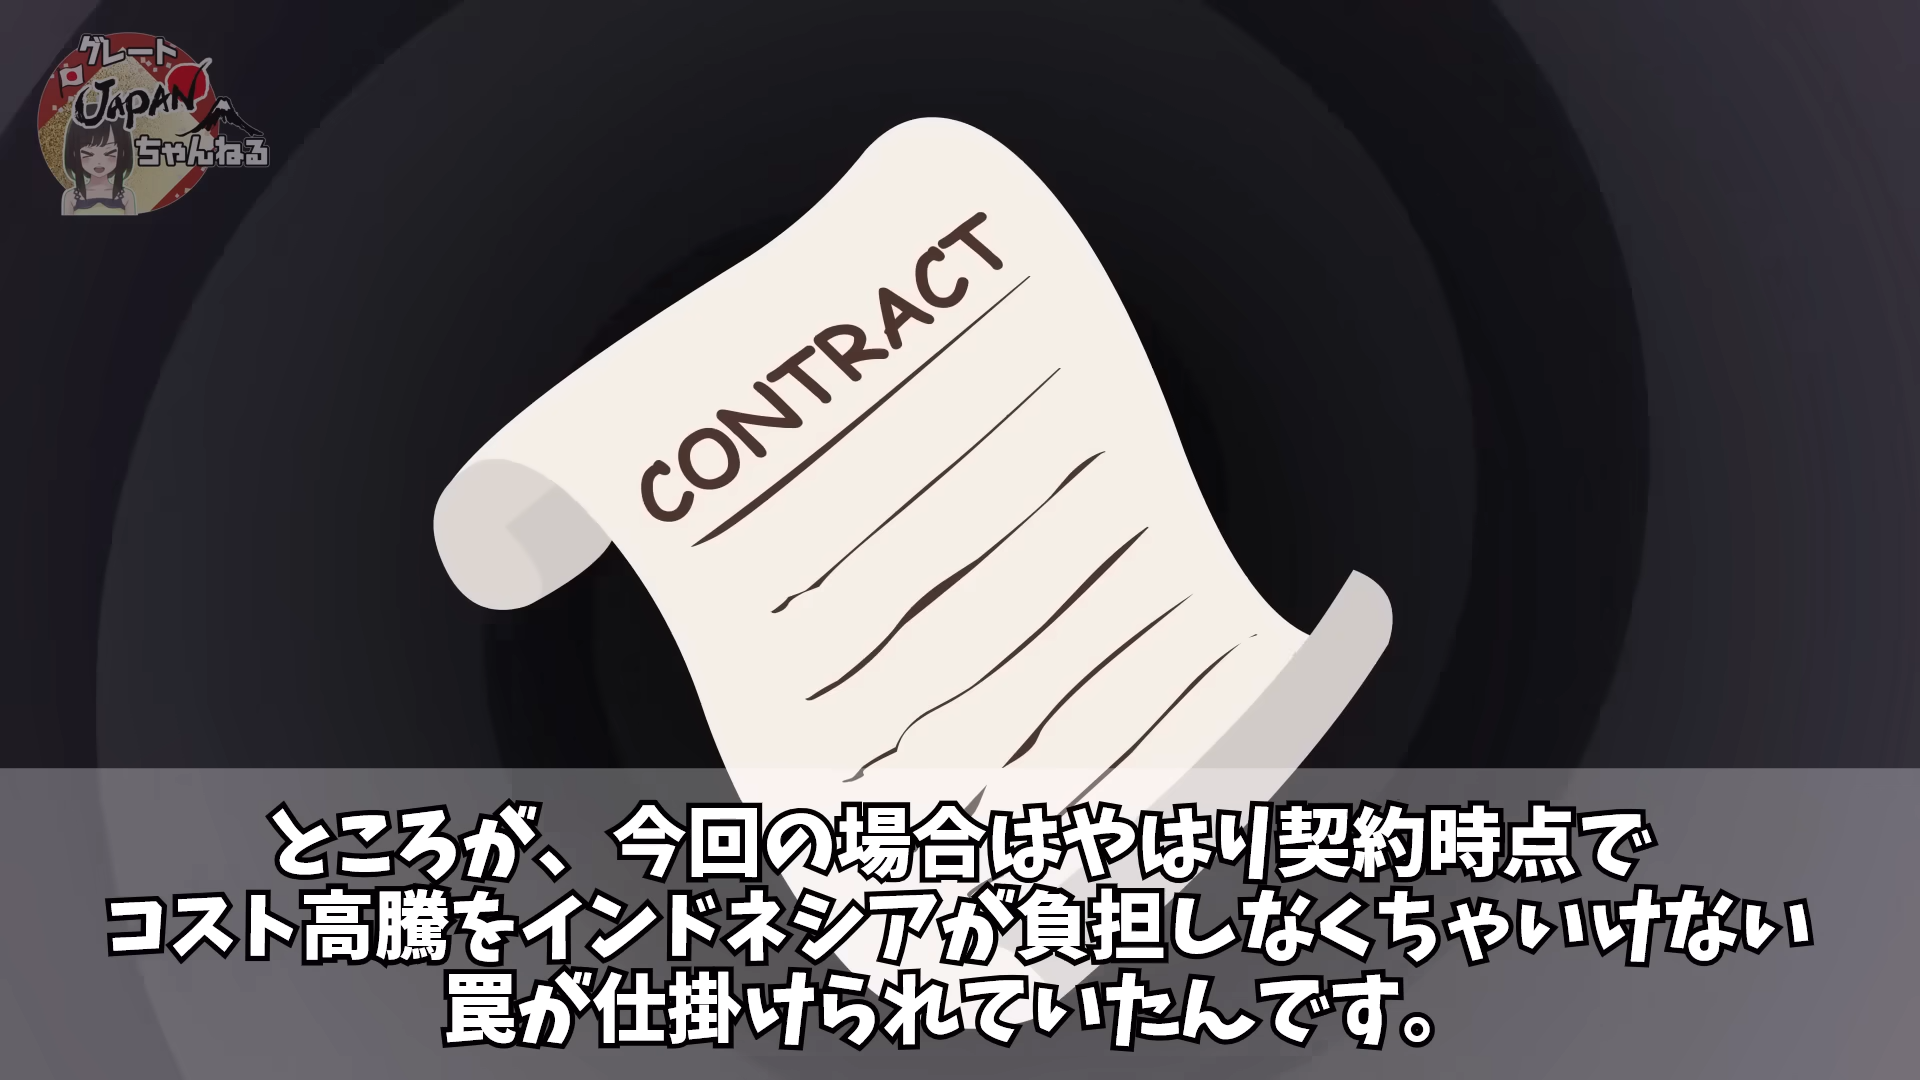 グレート
JAPAN
ちゃんねる
CONTRACT
ところが、今回の場合はやはり契約時点で
コスト高騰をインドネシアが負担しなくちゃいけない
罠が仕掛けられていたんです。